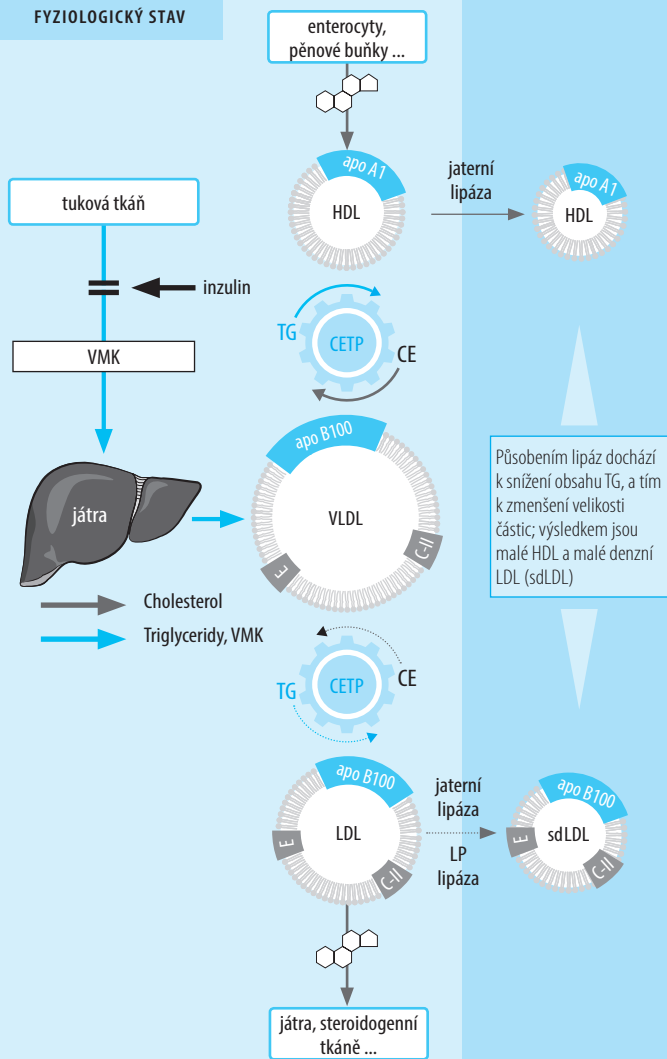 FYZIOLOGICKÝ STAV
enterocyty,
pěnové buňky ...
apo A1
HDL
jaterní
lipáza
apo A1
HDL
tuková tkáň
inzulin
VMK
TG
CETP
CE
játra
apo B100
VLDL
E
C-II
Působením lipáz dochází
k snížení obsahu TG, a tím
k zmenšení velikosti
částic; výsledkem jsou
malé HDL a malé denzní
LDL (sdLDL)
Cholesterol
Triglyceridy, VMK
TG
CETP
CE
apo B100
LDL
E
C-II
jaterní
lipáza
LP
lipáza
apo B100
sdLDL
E
C-II
játra, steroidogenní
tkáně ...